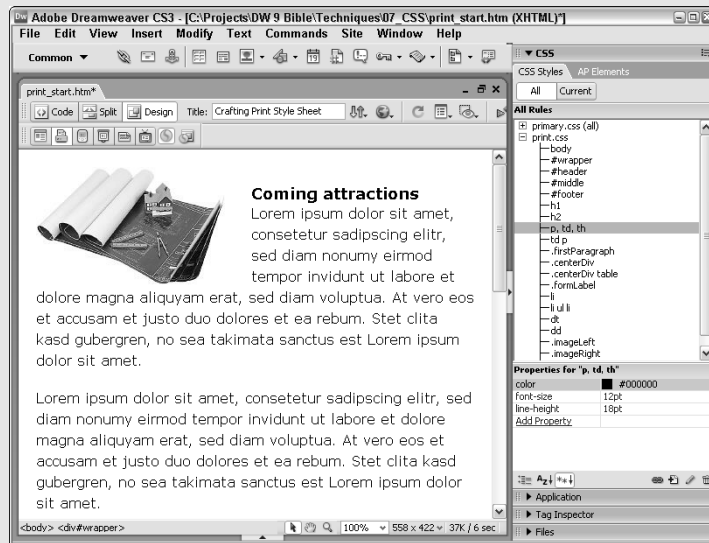 Adobe Dreamweaver CS3 - [C:\Projects\DW 9 Bible\Techniques\07_CSS\print_start.htm (XHTML)*]
File Edit View Insert Modify Text Commands Site Window Help
Common
print_start.htm*
Code Split Design Title: Crafting Print Style Sheet
Coming attractions
Lorem ipsum dolor sit amet,
consetetur sadipscing elitr,
sed diam nonumy eirmod
tempor invidunt ut labore et
dolore magna aliquyam erat, sed diam voluptua. At vero eos
et accusam et justo duo dolores et ea rebum. Stet clita
kasd gubergren, no sea takimata sanctus est Lorem ipsum
dolor sit amet.
Lorem ipsum dolor sit amet, consetetur sadipscing elitr, sed
diam nonumy eirmod tempor invidunt ut labore et dolore
magna aliquyam erat, sed diam voluptua. At vero eos et
accusam et justo duo dolores et ea rebum. Stet clita kasd
gubergren, no sea takimata sanctus est Lorem ipsum dolor
sit amet.
<body> <div#wrapper>
100% 558 x 422 37K / 6 sec
CSS
CSS Styles AP Elements
All Current
All Rules
primary.css (all)
print.css
body
#wrapper
#header
#middle
#footer
h1
h2
p, td, th
td p
.firstParagraph
.centerDiv
.centerDiv table
.formLabel
li
li ul li
dt
dd
.imageLeft
.imageRight
Properties for "p, td, th"
color #000000
font-size 12pt
line-height 18pt
Add Property
Application
Tag Inspector
Files